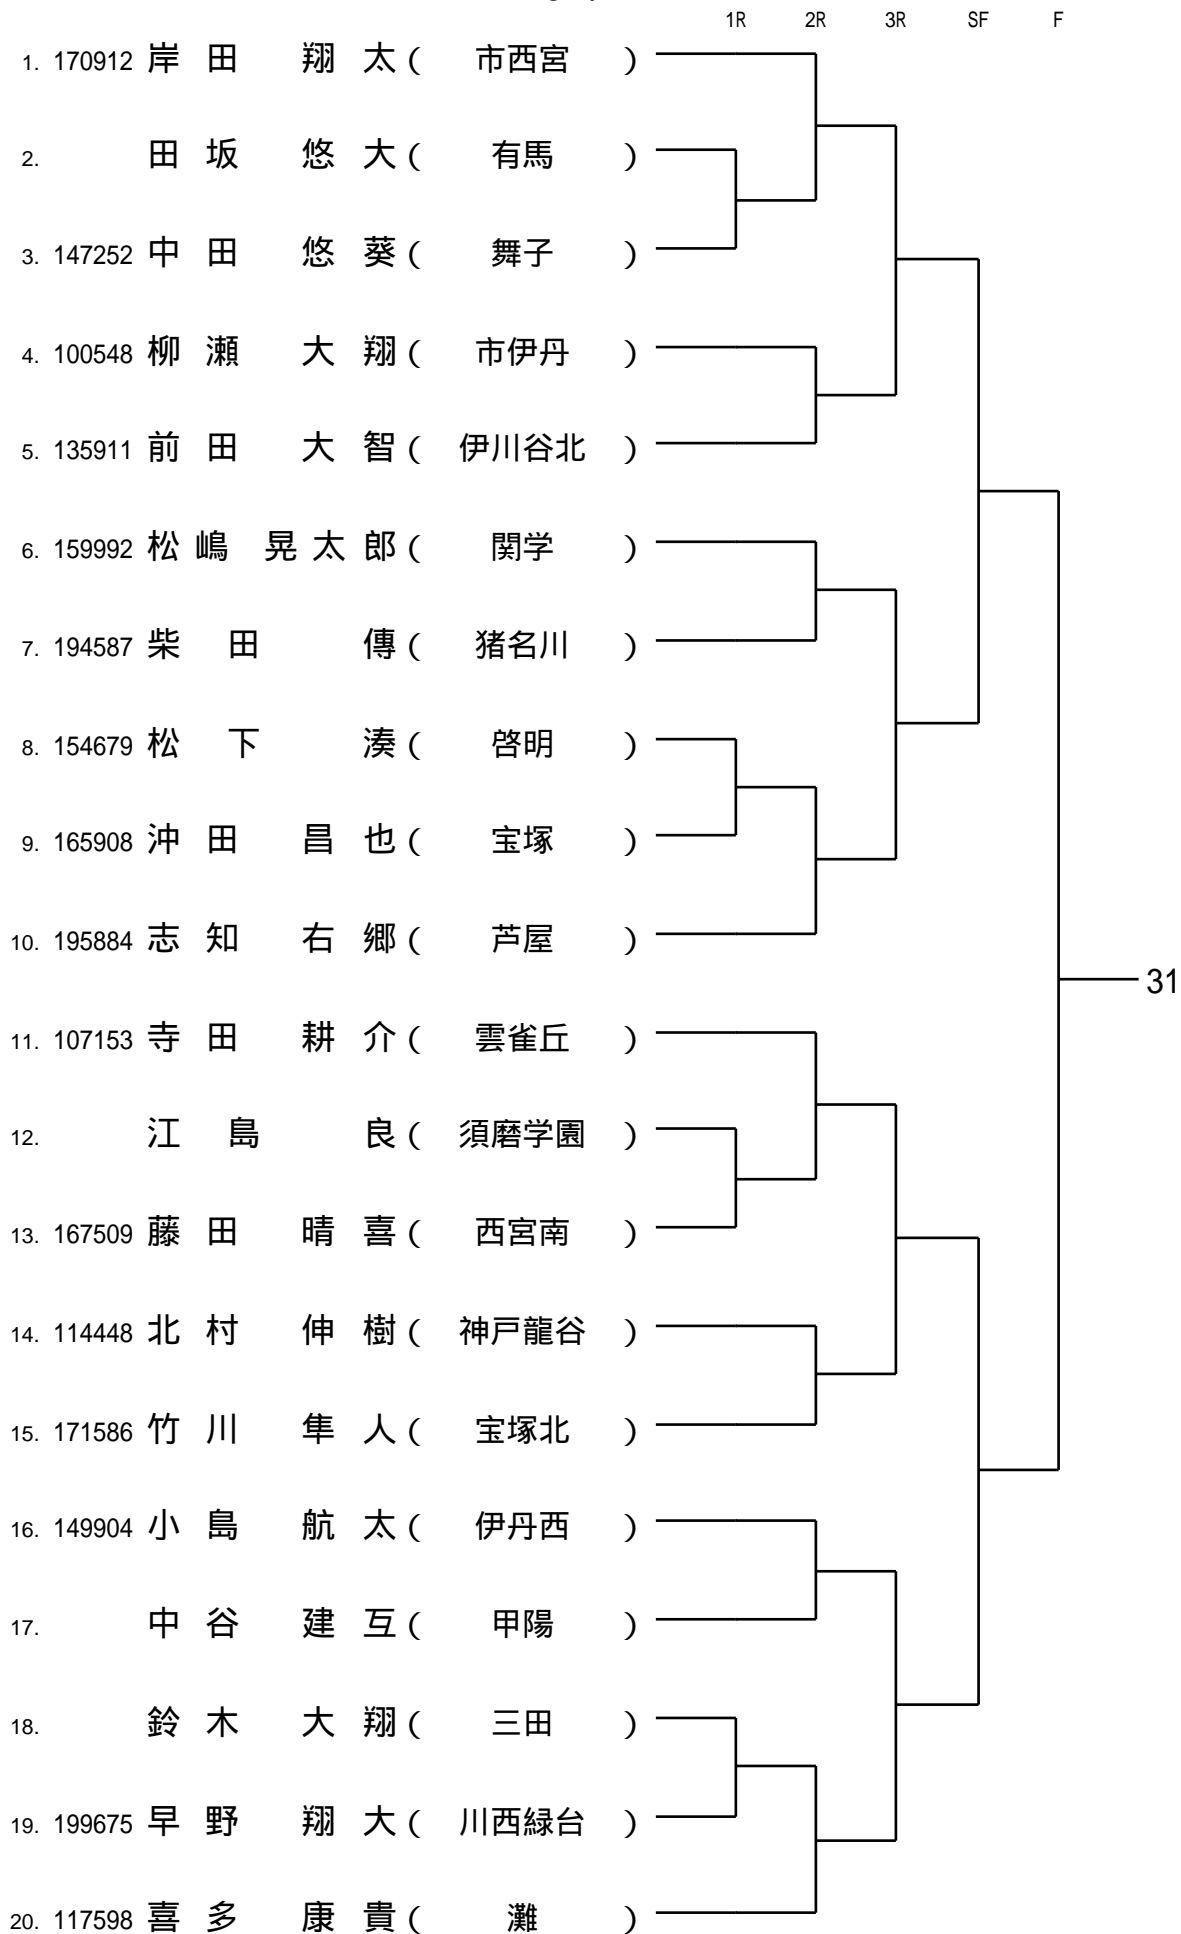 1R 2R 3R SF F
1. 170912 岸田 翔太 ( 市西宮 )
2. 田坂 悠大 ( 有馬 )
3. 147252 中田 悠葵 ( 舞子 )
4. 100548 柳瀬 大翔 ( 市伊丹 )
5. 135911 前田 大智 ( 伊川谷北 )
6. 159992 松嶋 晃太郎 ( 関学 )
7. 194587 柴田 傳 ( 猪名川 )
8. 154679 松下 湊 ( 啓明 )
9. 165908 沖田 昌也 ( 宝塚 )
10. 195884 志知 右郷 ( 芦屋 )
31
11. 107153 寺田 耕介 ( 雲雀丘 )
12. 江島 良 ( 須磨学園 )
13. 167509 藤田 晴喜 ( 西宮南 )
14. 114448 北村 伸樹 ( 神戸龍谷 )
15. 171586 竹川 隼人 ( 宝塚北 )
16. 149904 小島 航太 ( 伊丹西 )
17. 中谷 建互 ( 甲陽 )
18. 鈴木 大翔 ( 三田 )
19. 199675 早野 翔大 ( 川西緑台 )
20. 117598 喜多 康貴 ( 灘 )